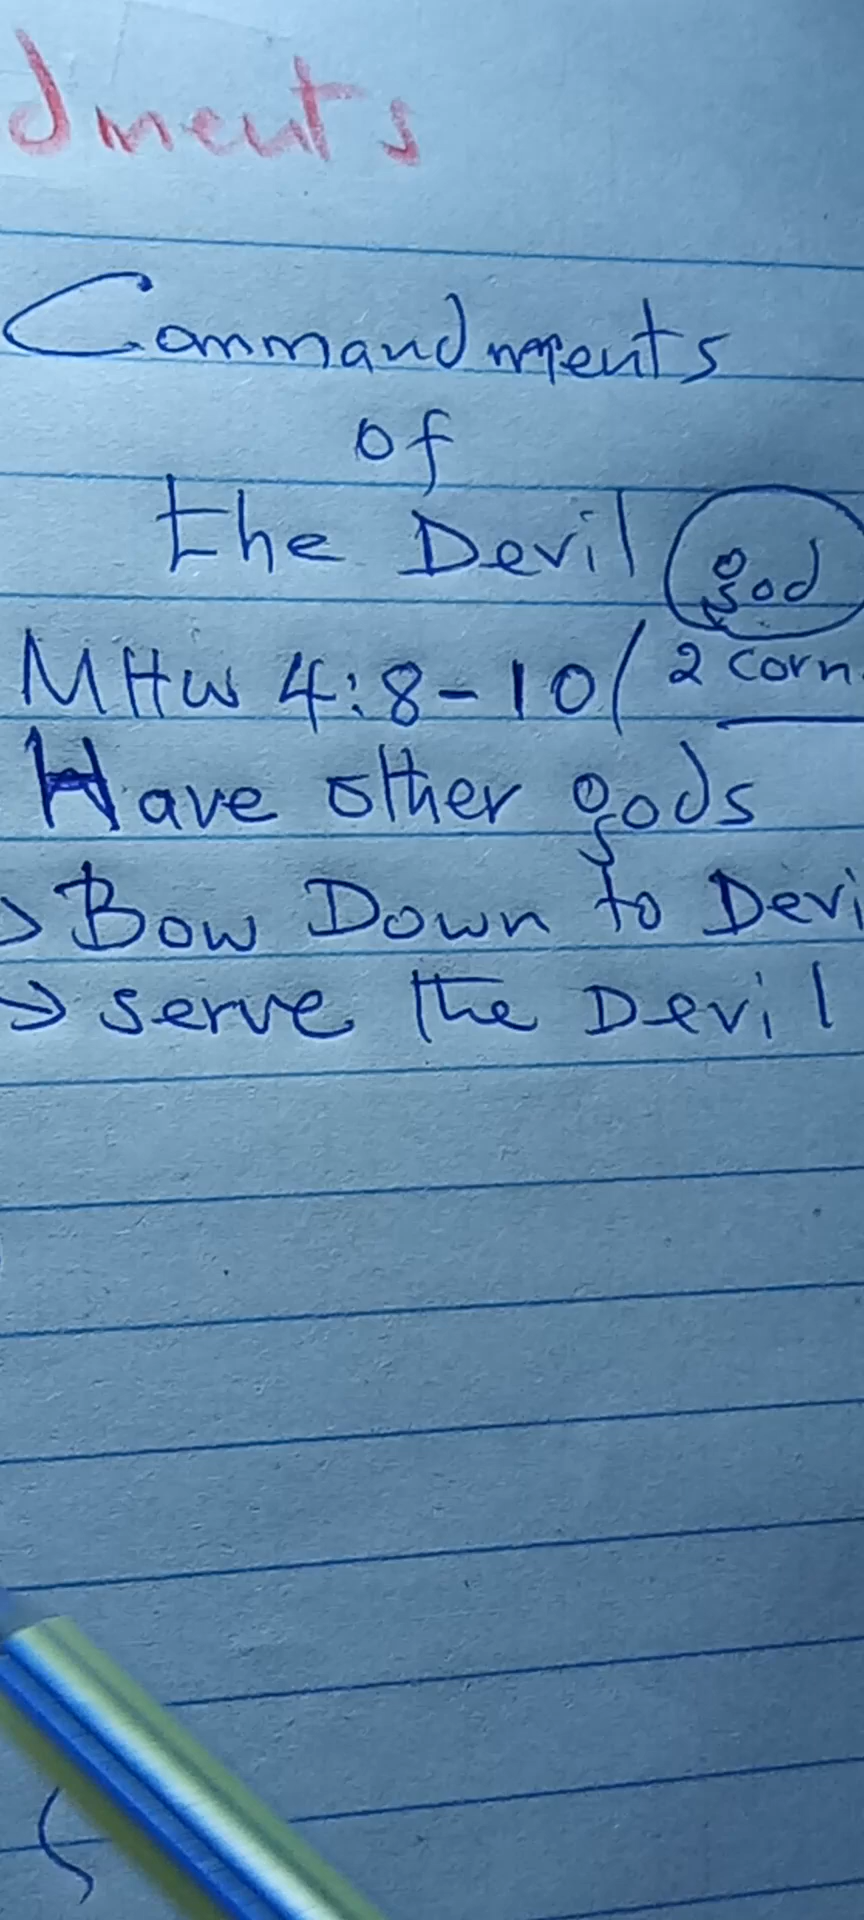 dments
Commandments
of
the Devil god
MHW 4:8-10 ( 2 corn
Have other gods
→ Bow Down to Devi
→ serve the Devil